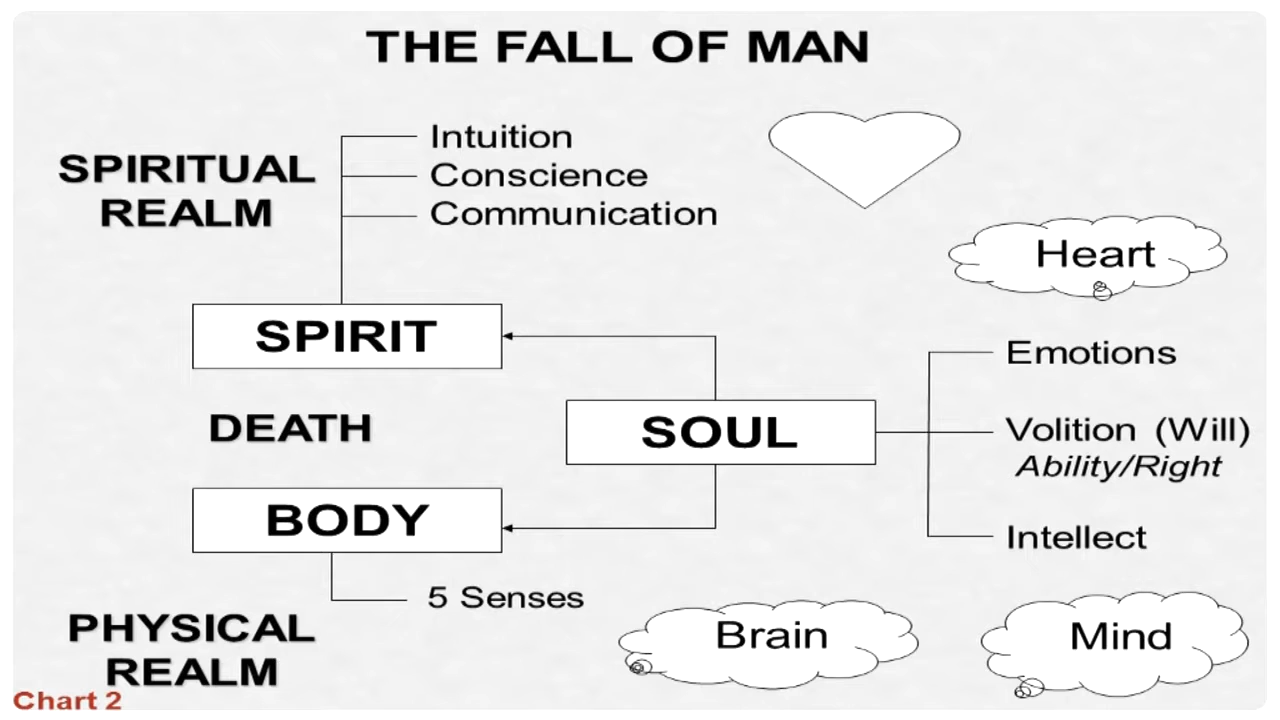 THE FALL OF MAN
SPIRITUAL
REALM
Intuition
Conscience
Communication
Heart
SPIRIT
Emotions
DEATH
SOUL
Volition (Will)
Ability/Right
BODY
Intellect
5 Senses
PHYSICAL
REALM
Brain
Mind
Chart 2